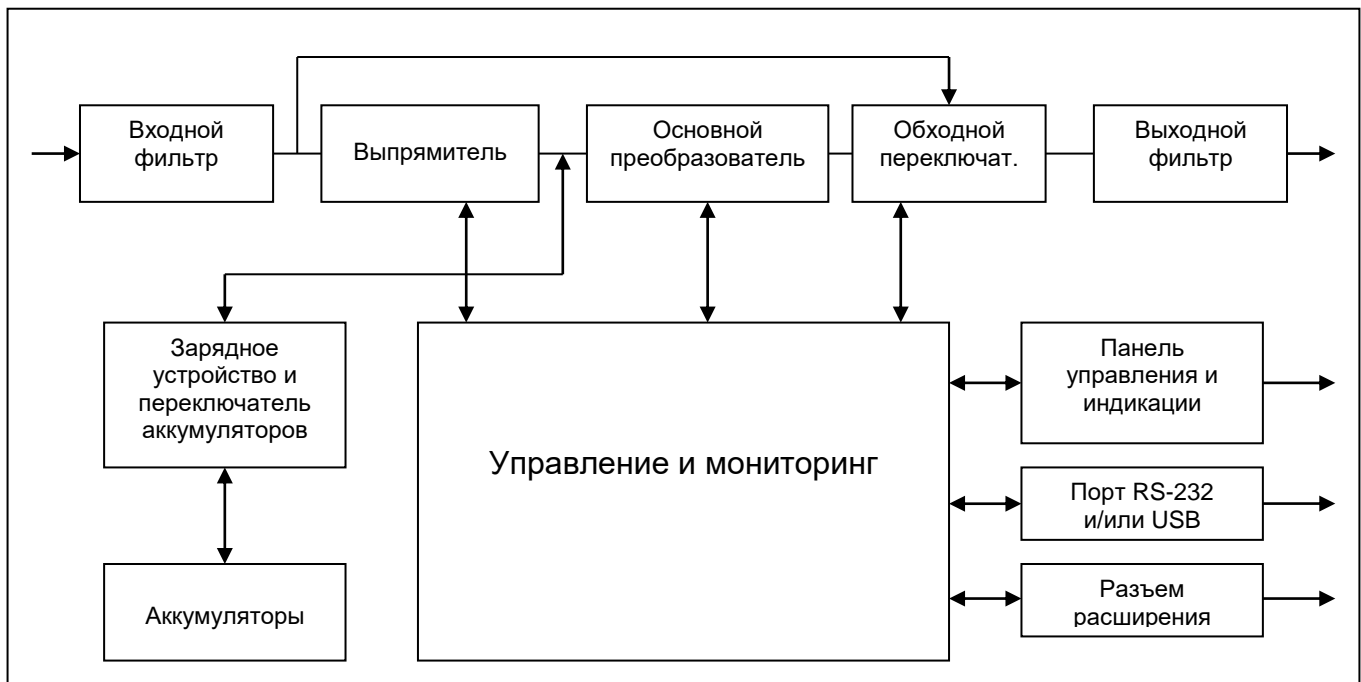 Входной
фильтр
Выпрямитель
Основной
преобразователь
Обходной
переключат.
Выходной
фильтр
Зарядное
устройство и
переключатель
аккумуляторов
Управление и мониторинг
Панель
управления и
индикации
Порт RS-232
и/или USB
Разъем
расширения
Аккумуляторы